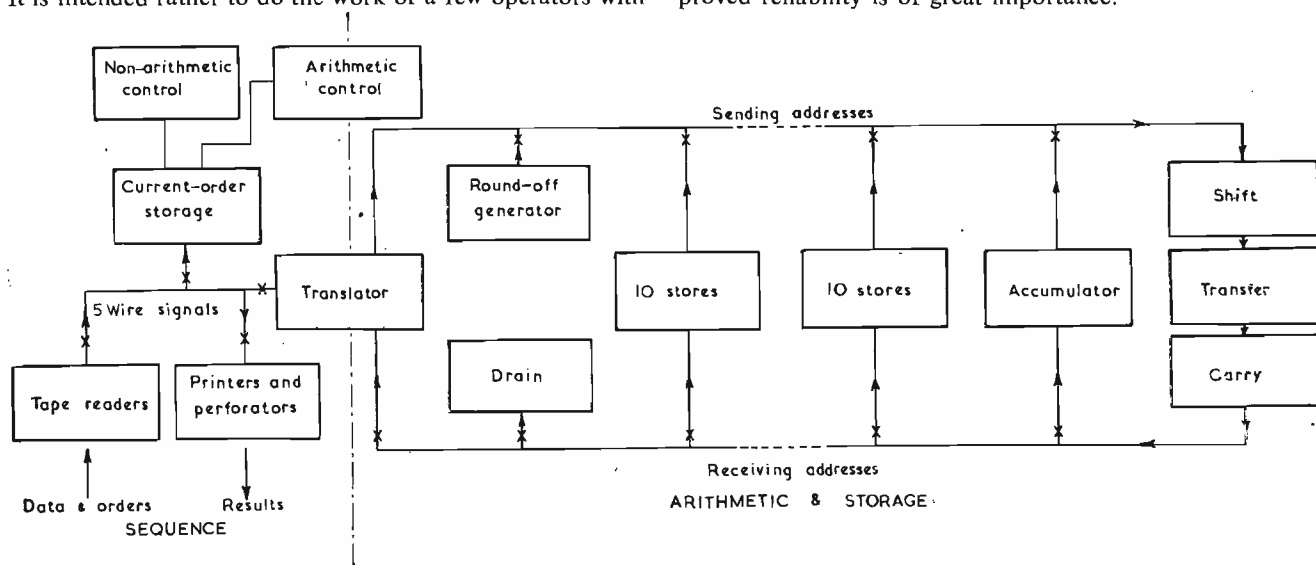 It is intended rather to do the work of a few operators with proved reliability is of great importance.
Non-arithmetic
control
Arithmetic
control
Sending addresses
Current-order
storage
Round-off
generator
Shift
5 Wire signals
Translator
10 stores
10 stores
Accumulator
Transfer
Drain
Carry
Tape readers
Printers and
perforators
Receiving addresses
Data & orders
Results
SEQUENCE
ARITHMETIC & STORAGE